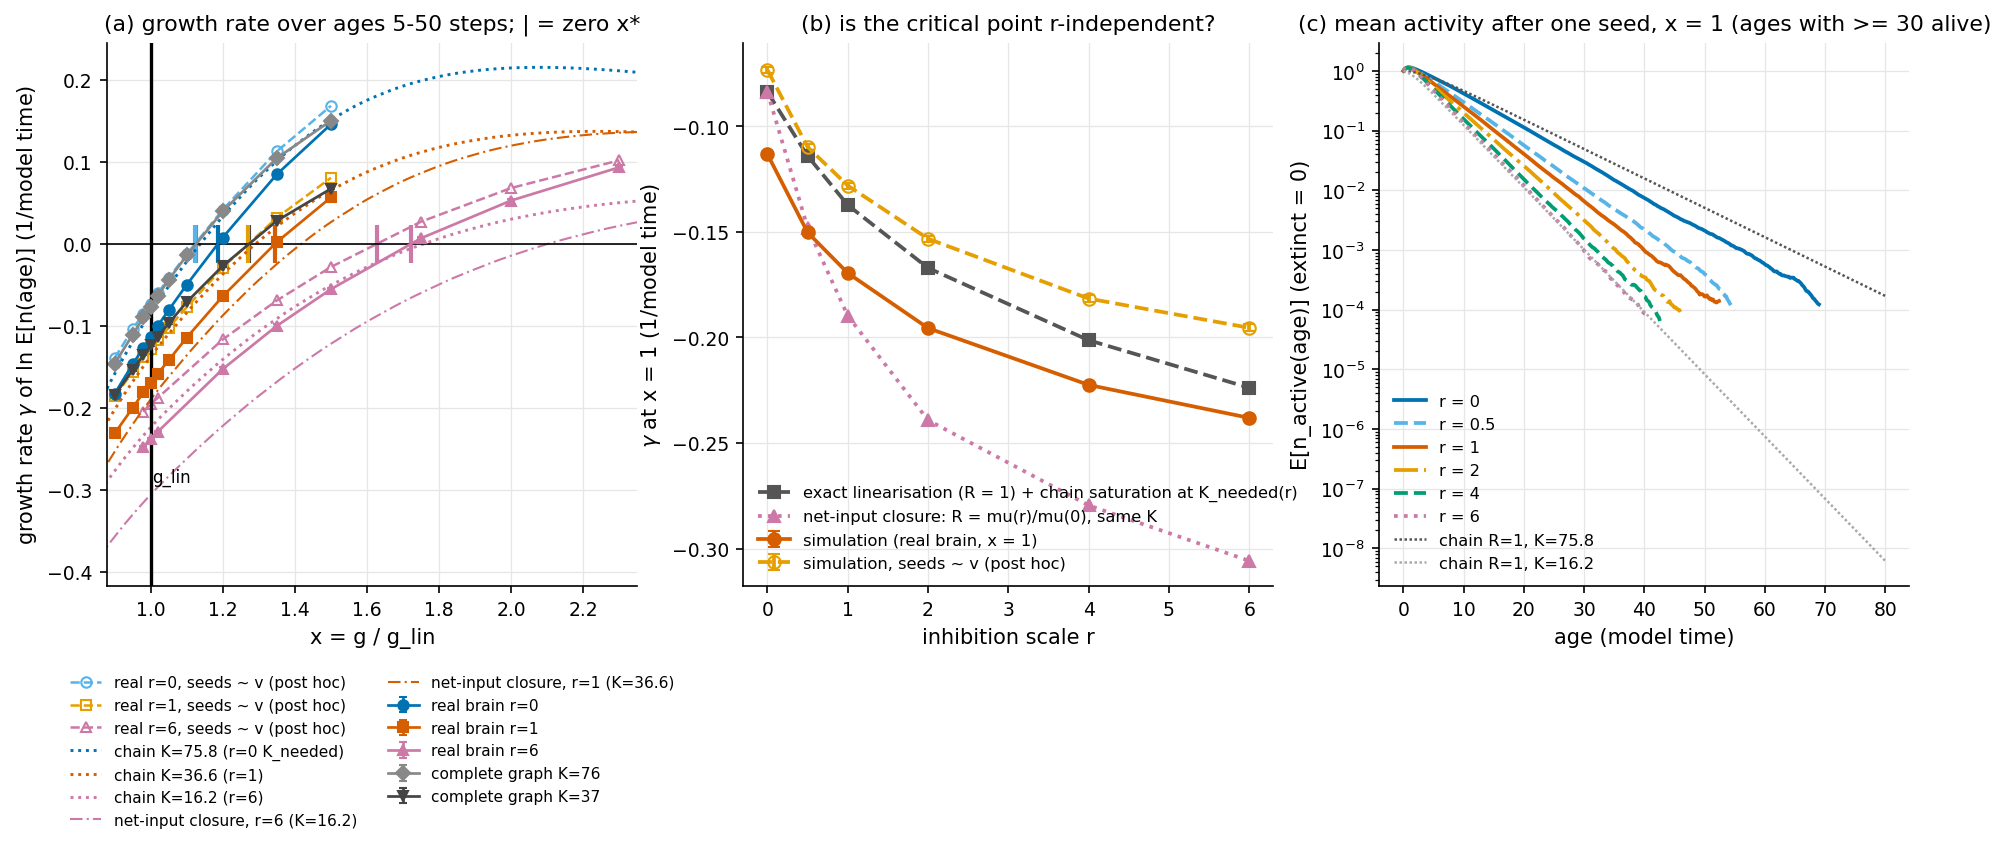 (a) growth rate over ages 5-50 steps; | = zero x*
growth rate γ of ln E[n(age)] (1/model time)
0.2
0.1
0.0
−0.1
−0.2
−0.3
−0.4
g_lin
1.0 1.2 1.4 1.6 1.8 2.0 2.2
x = g / g_lin
real r=0, seeds ~ v (post hoc)
real r=1, seeds ~ v (post hoc)
real r=6, seeds ~ v (post hoc)
chain K=75.8 (r=0 K_needed)
chain K=36.6 (r=1)
chain K=16.2 (r=6)
net-input closure, r=6 (K=16.2)
net-input closure, r=1 (K=36.6)
real brain r=0
real brain r=1
real brain r=6
complete graph K=76
complete graph K=37
(b) is the critical point r-independent?
γ at x = 1 (1/model time)
−0.10
−0.15
−0.20
−0.25
−0.30
exact linearisation (R = 1) + chain saturation at K_needed(r)
net-input closure: R = mu(r)/mu(0), same K
simulation (real brain, x = 1)
simulation, seeds ~ v (post hoc)
0 1 2 3 4 5 6
inhibition scale r
(c) mean activity after one seed, x = 1 (ages with >= 30 alive)
E[n_active(age)] (extinct = 0)
10⁰
10⁻¹
10⁻²
10⁻³
10⁻⁴
10⁻⁵
10⁻⁶
10⁻⁷
10⁻⁸
r = 0
r = 0.5
r = 1
r = 2
r = 4
r = 6
chain R=1, K=75.8
chain R=1, K=16.2
0 10 20 30 40 50 60 70 80
age (model time)